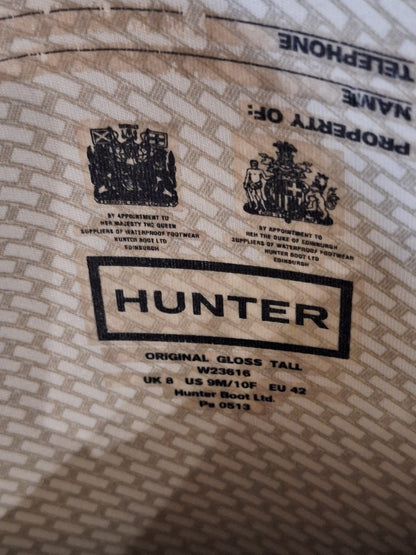 TELEPHONE
NAME
PROPERTY OF:
BY APPOINTMENT TO
HER MAJESTY THE QUEEN
SUPPLIERS OF WATERPROOF FOOTWEAR
HUNTER BOOT LTD
EDINBURGH
BY APPOINTMENT TO
HRH THE DUKE OF EDINBURGH
SUPPLIERS OF WATERPROOF FOOTWEAR
HUNTER BOOT LTD
EDINBURGH
HUNTER
ORIGINAL GLOSS TALL
W23616
UK 8 US 9M/10F EU 42
Hunter Boot Ltd.
Ps 0513